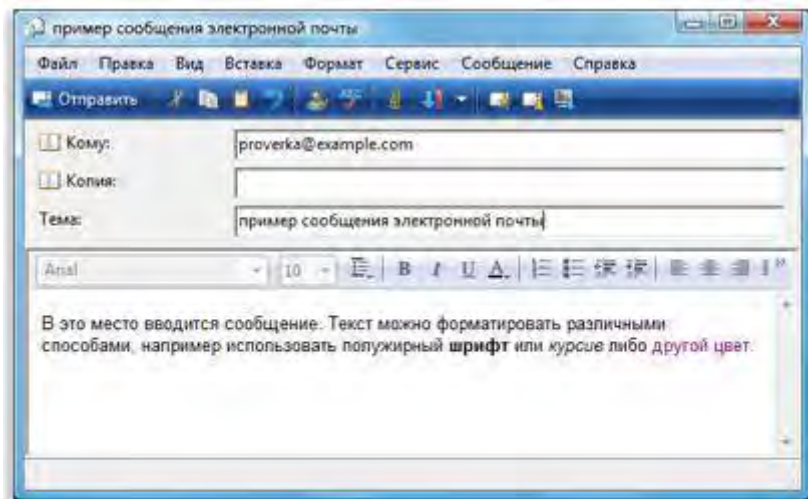 пример сообщения электронной почты
Файл Правка Вид Вставка Формат Сервис Сообщение Справка
Отправить
Кому: proverka@example.com
Копия:
Тема: пример сообщения электронной почты
Arial 10 B I U A
В это место вводится сообщение. Текст можно форматировать различными
способами, например использовать полужирный шрифт или курсив либо другой цвет.